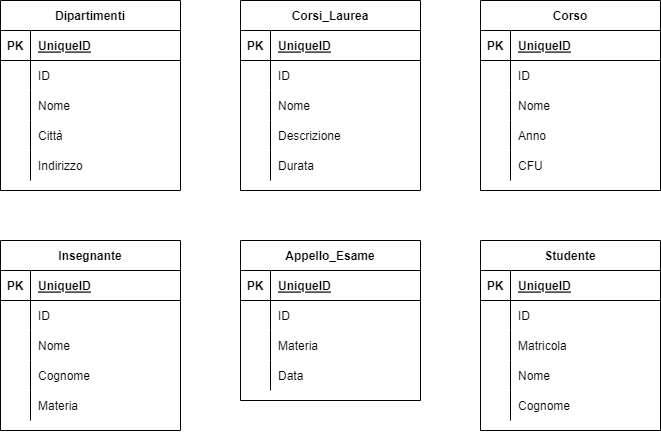 Dipartimenti
PK UniqueID
ID
Nome
Città
Indirizzo
Corsi_Laurea
PK UniqueID
ID
Nome
Descrizione
Durata
Corso
PK UniqueID
ID
Nome
Anno
CFU
Insegnante
PK UniqueID
ID
Nome
Cognome
Materia
Appello_Esame
PK UniqueID
ID
Materia
Data
Studente
PK UniqueID
ID
Matricola
Nome
Cognome